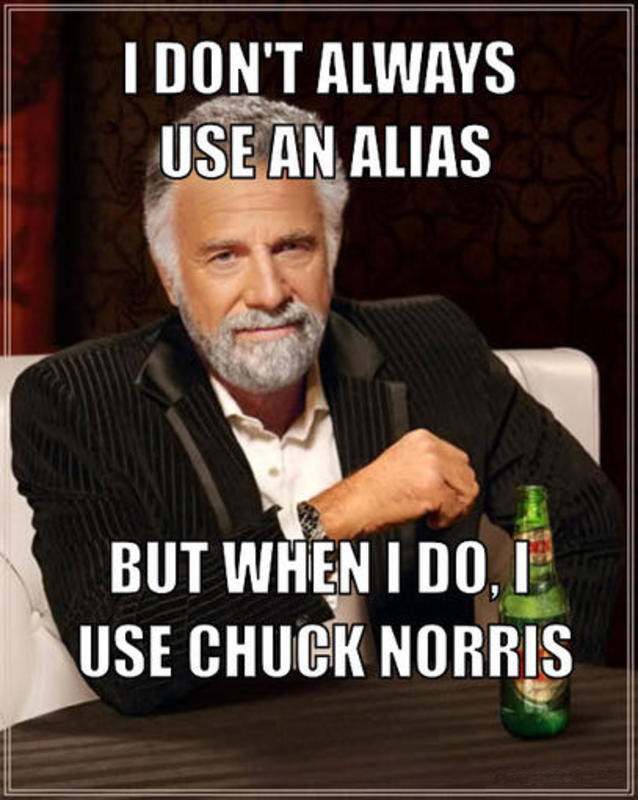 I DON'T ALWAYS
USE AN ALIAS
BUT WHEN I DO, I
USE CHUCK NORRIS